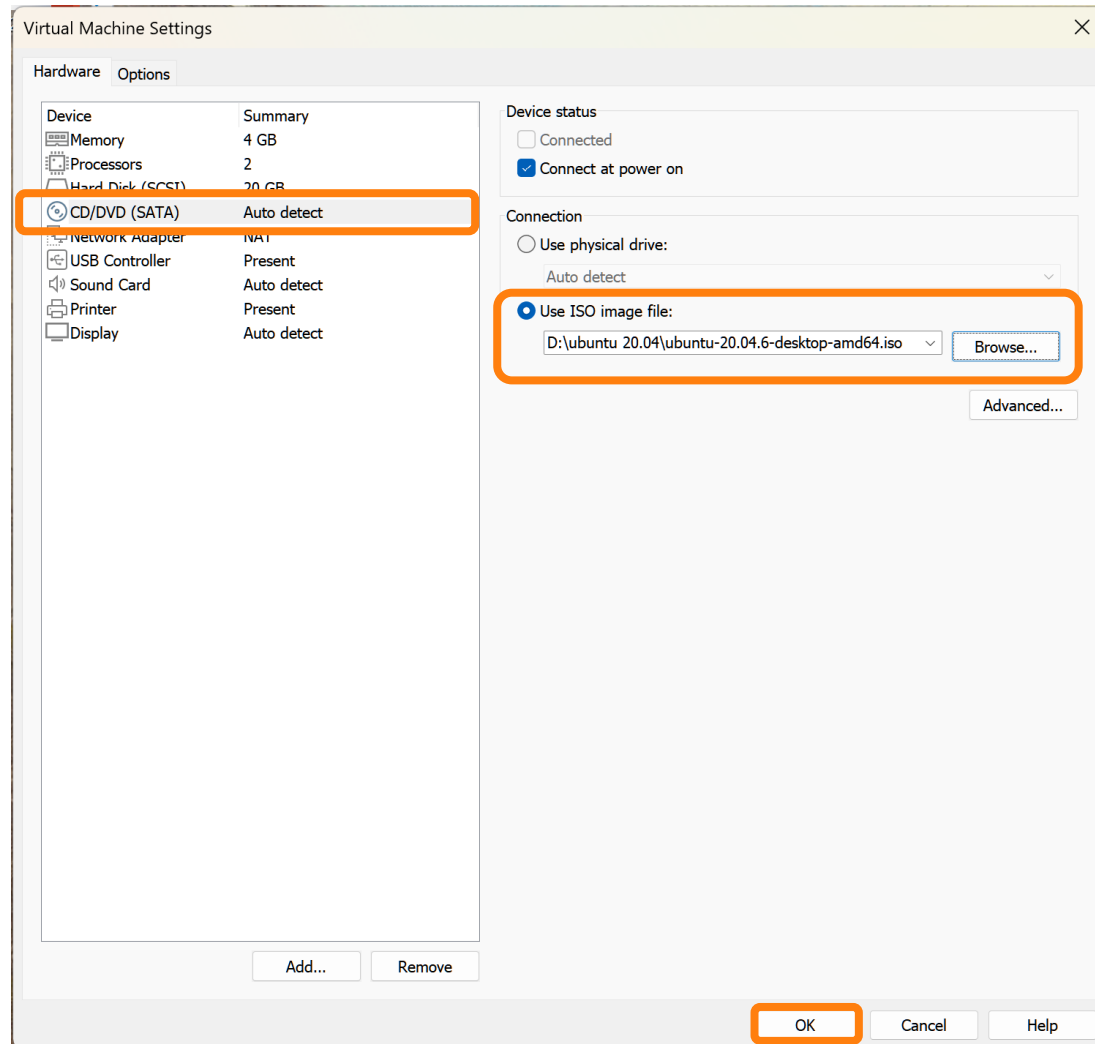 Virtual Machine Settings
Hardware Options
Device Summary
Memory 4 GB
Processors 2
Hard Disk (SCSI) 20 GB
CD/DVD (SATA) Auto detect
Network Adapter NAT
USB Controller Present
Sound Card Auto detect
Printer Present
Display Auto detect
Add... Remove
Device status
Connected
Connect at power on
Connection
Use physical drive:
Auto detect
Use ISO image file:
D:\ubuntu 20.04\ubuntu-20.04.6-desktop-amd64.iso Browse...
Advanced...
OK Cancel Help